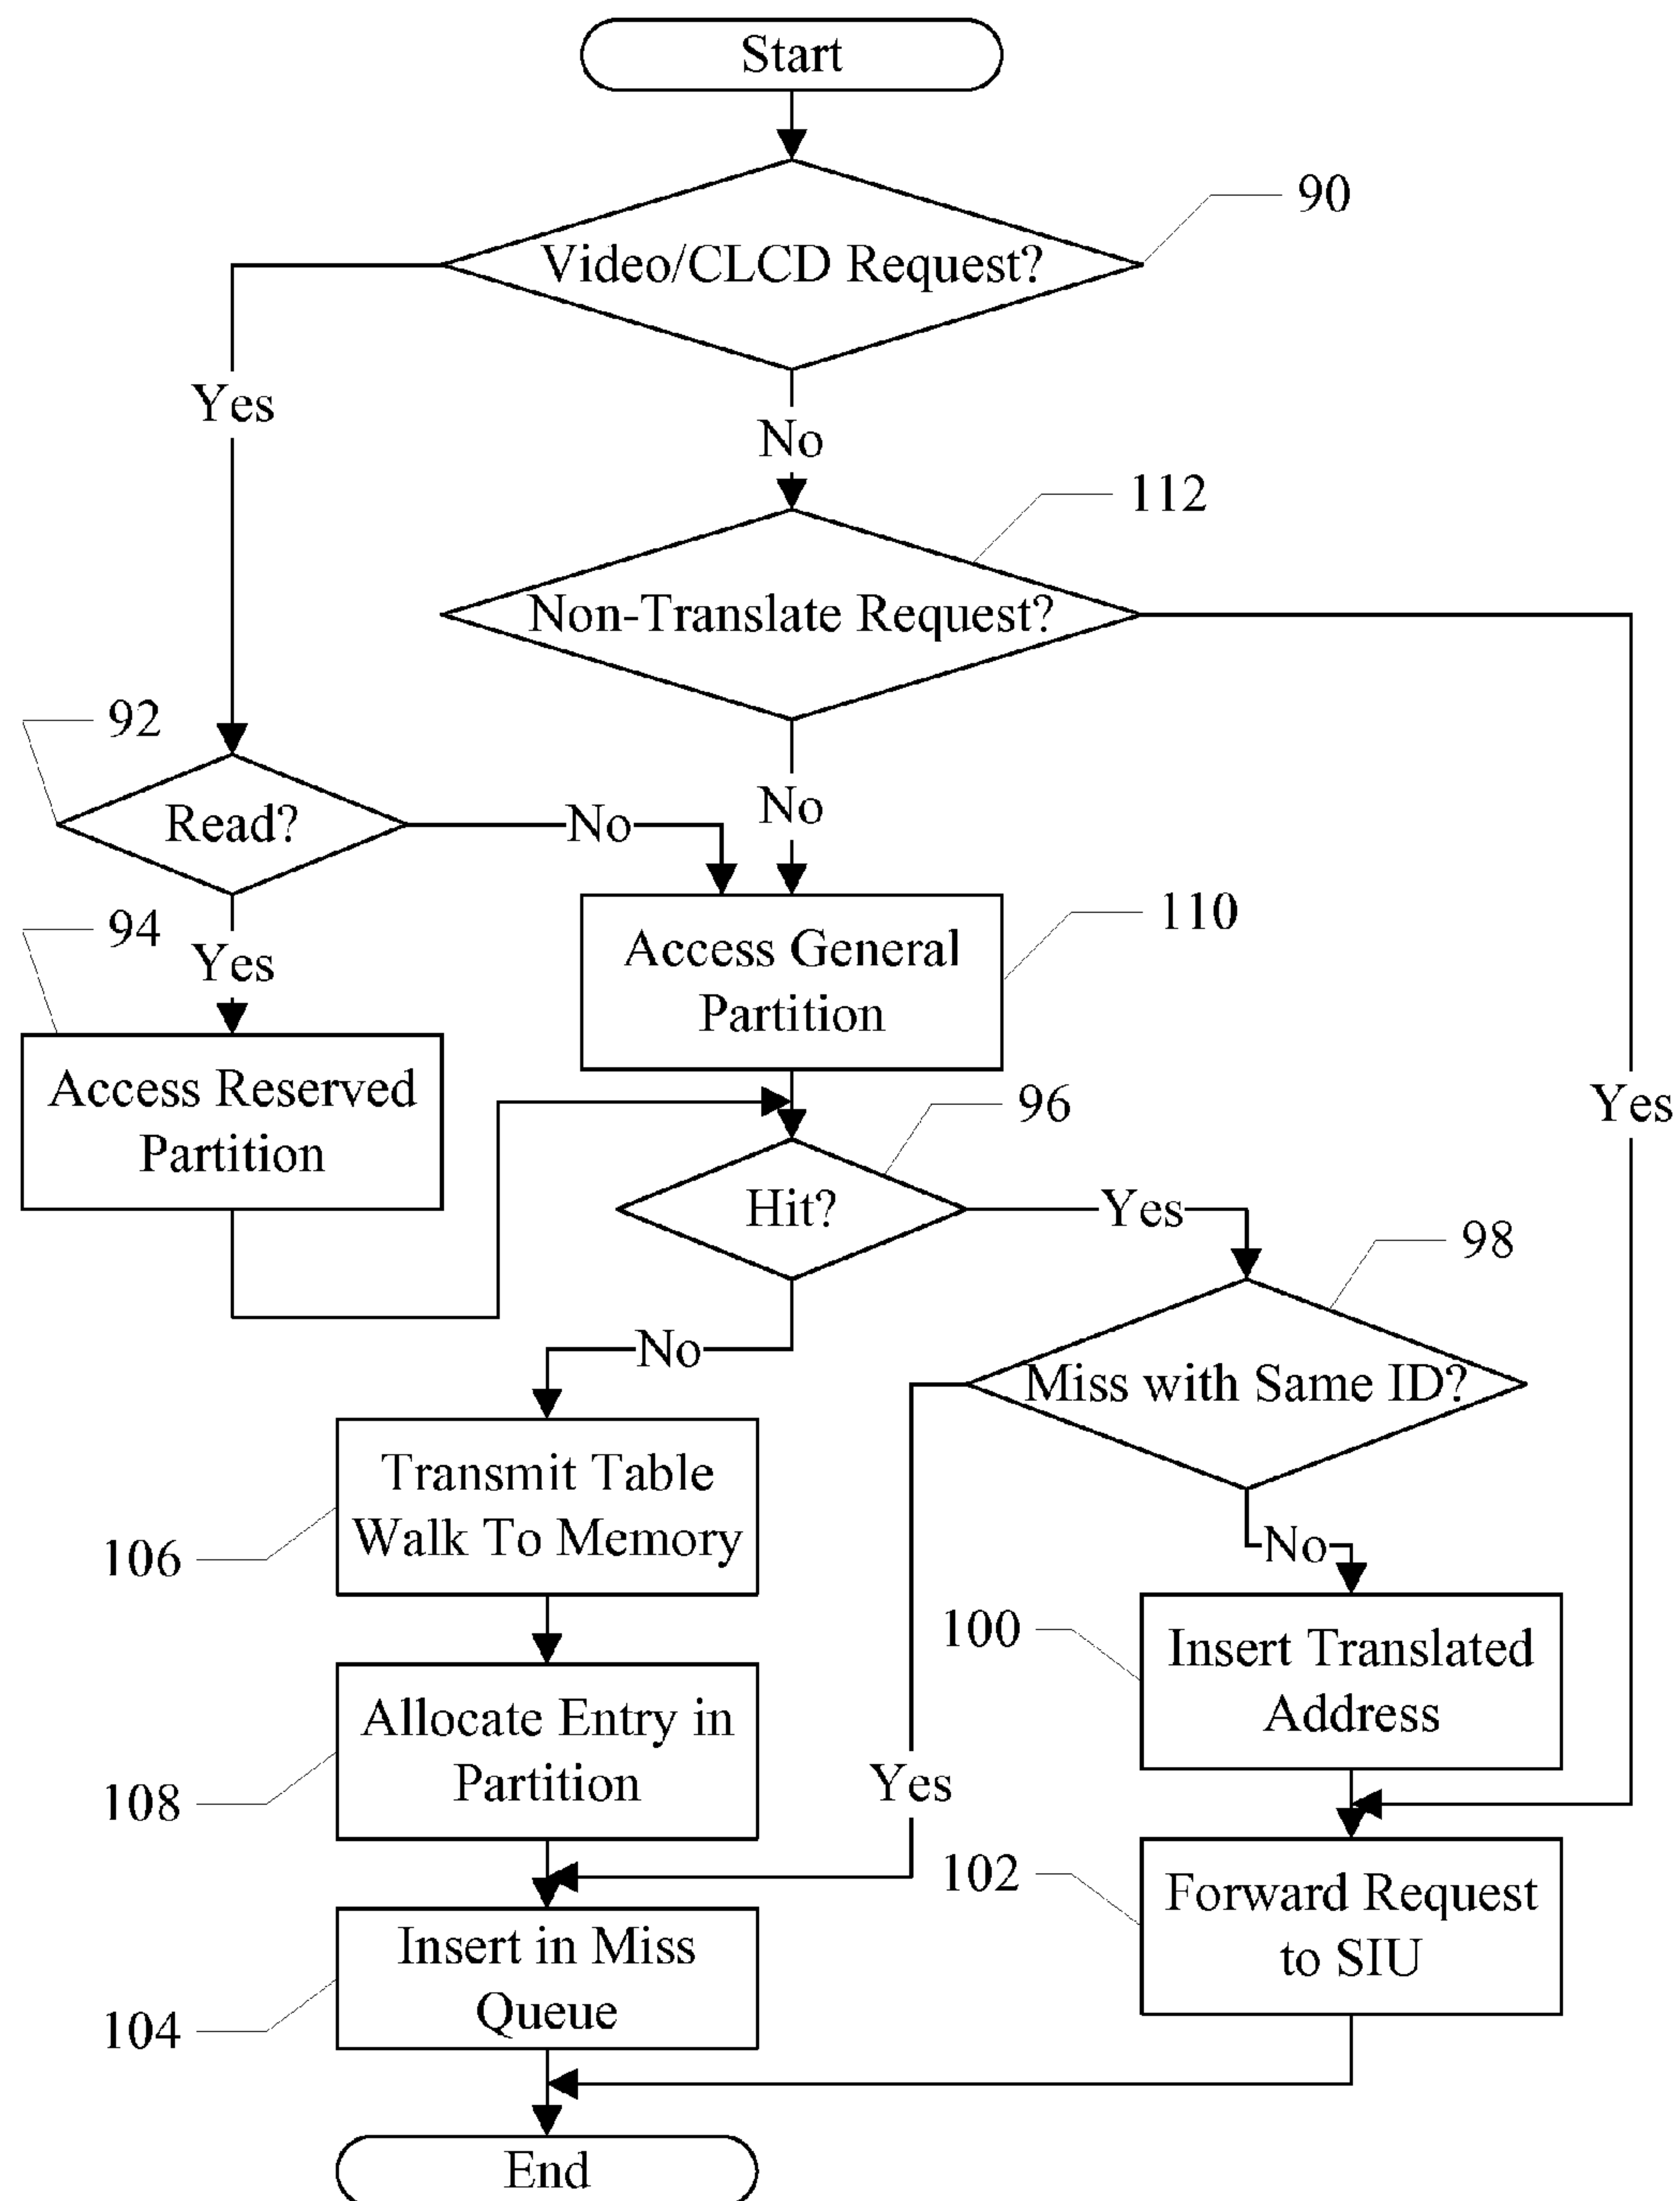 Start
90
Video/CLCD Request?
Yes
No
112
Non-Translate Request?
92
Read?
No
No
94
Yes
110
Access General
Partition
Access Reserved
Partition
Yes
96
Hit?
Yes
98
No
Miss with Same ID?
Transmit Table
Walk To Memory
106
No
100
Insert Translated
Address
Allocate Entry in
Partition
108
Yes
102
Forward Request
to SIU
Insert in Miss
Queue
104
End